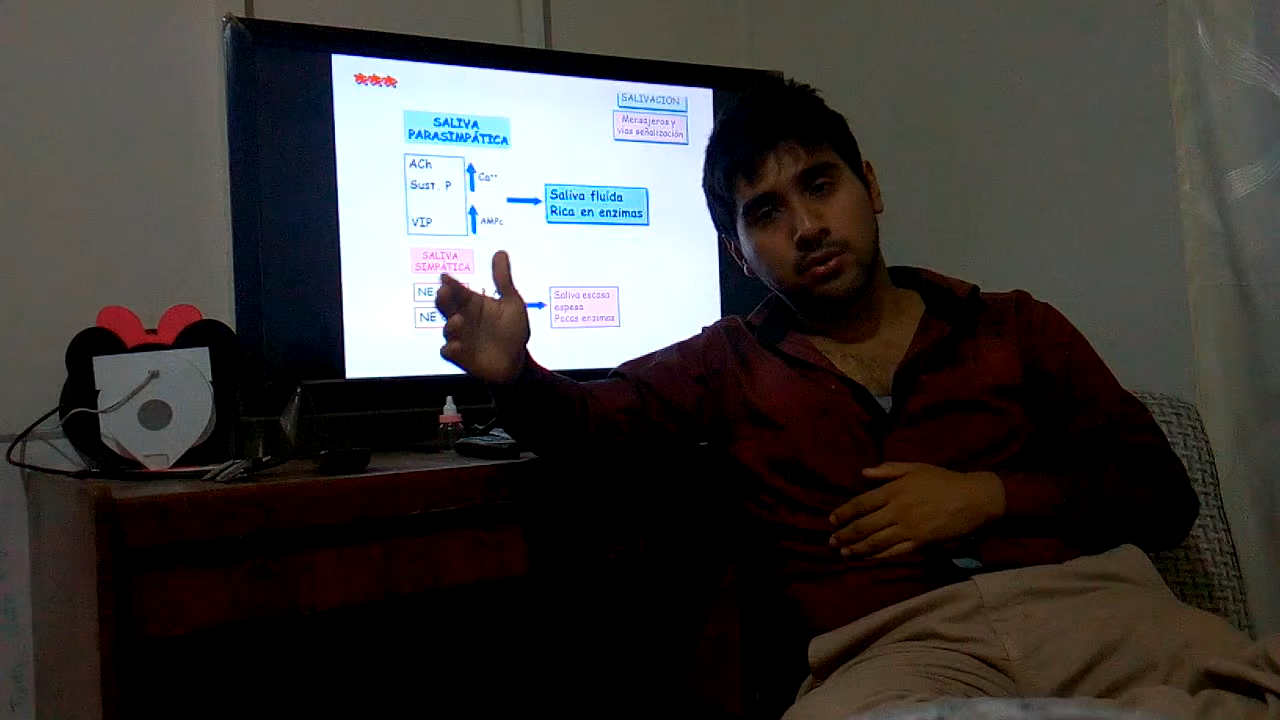 SALIVACION
Mensajeros y
vías señalización
SALIVA
PARASIMPÁTICA
ACh
SUST. P
VIP
Ca++
AMPc
Saliva fluida
Rica en enzimas
SALIVA
SIMPÁTICA
NE
NE
Saliva escasa
espesa
Pocas enzimas